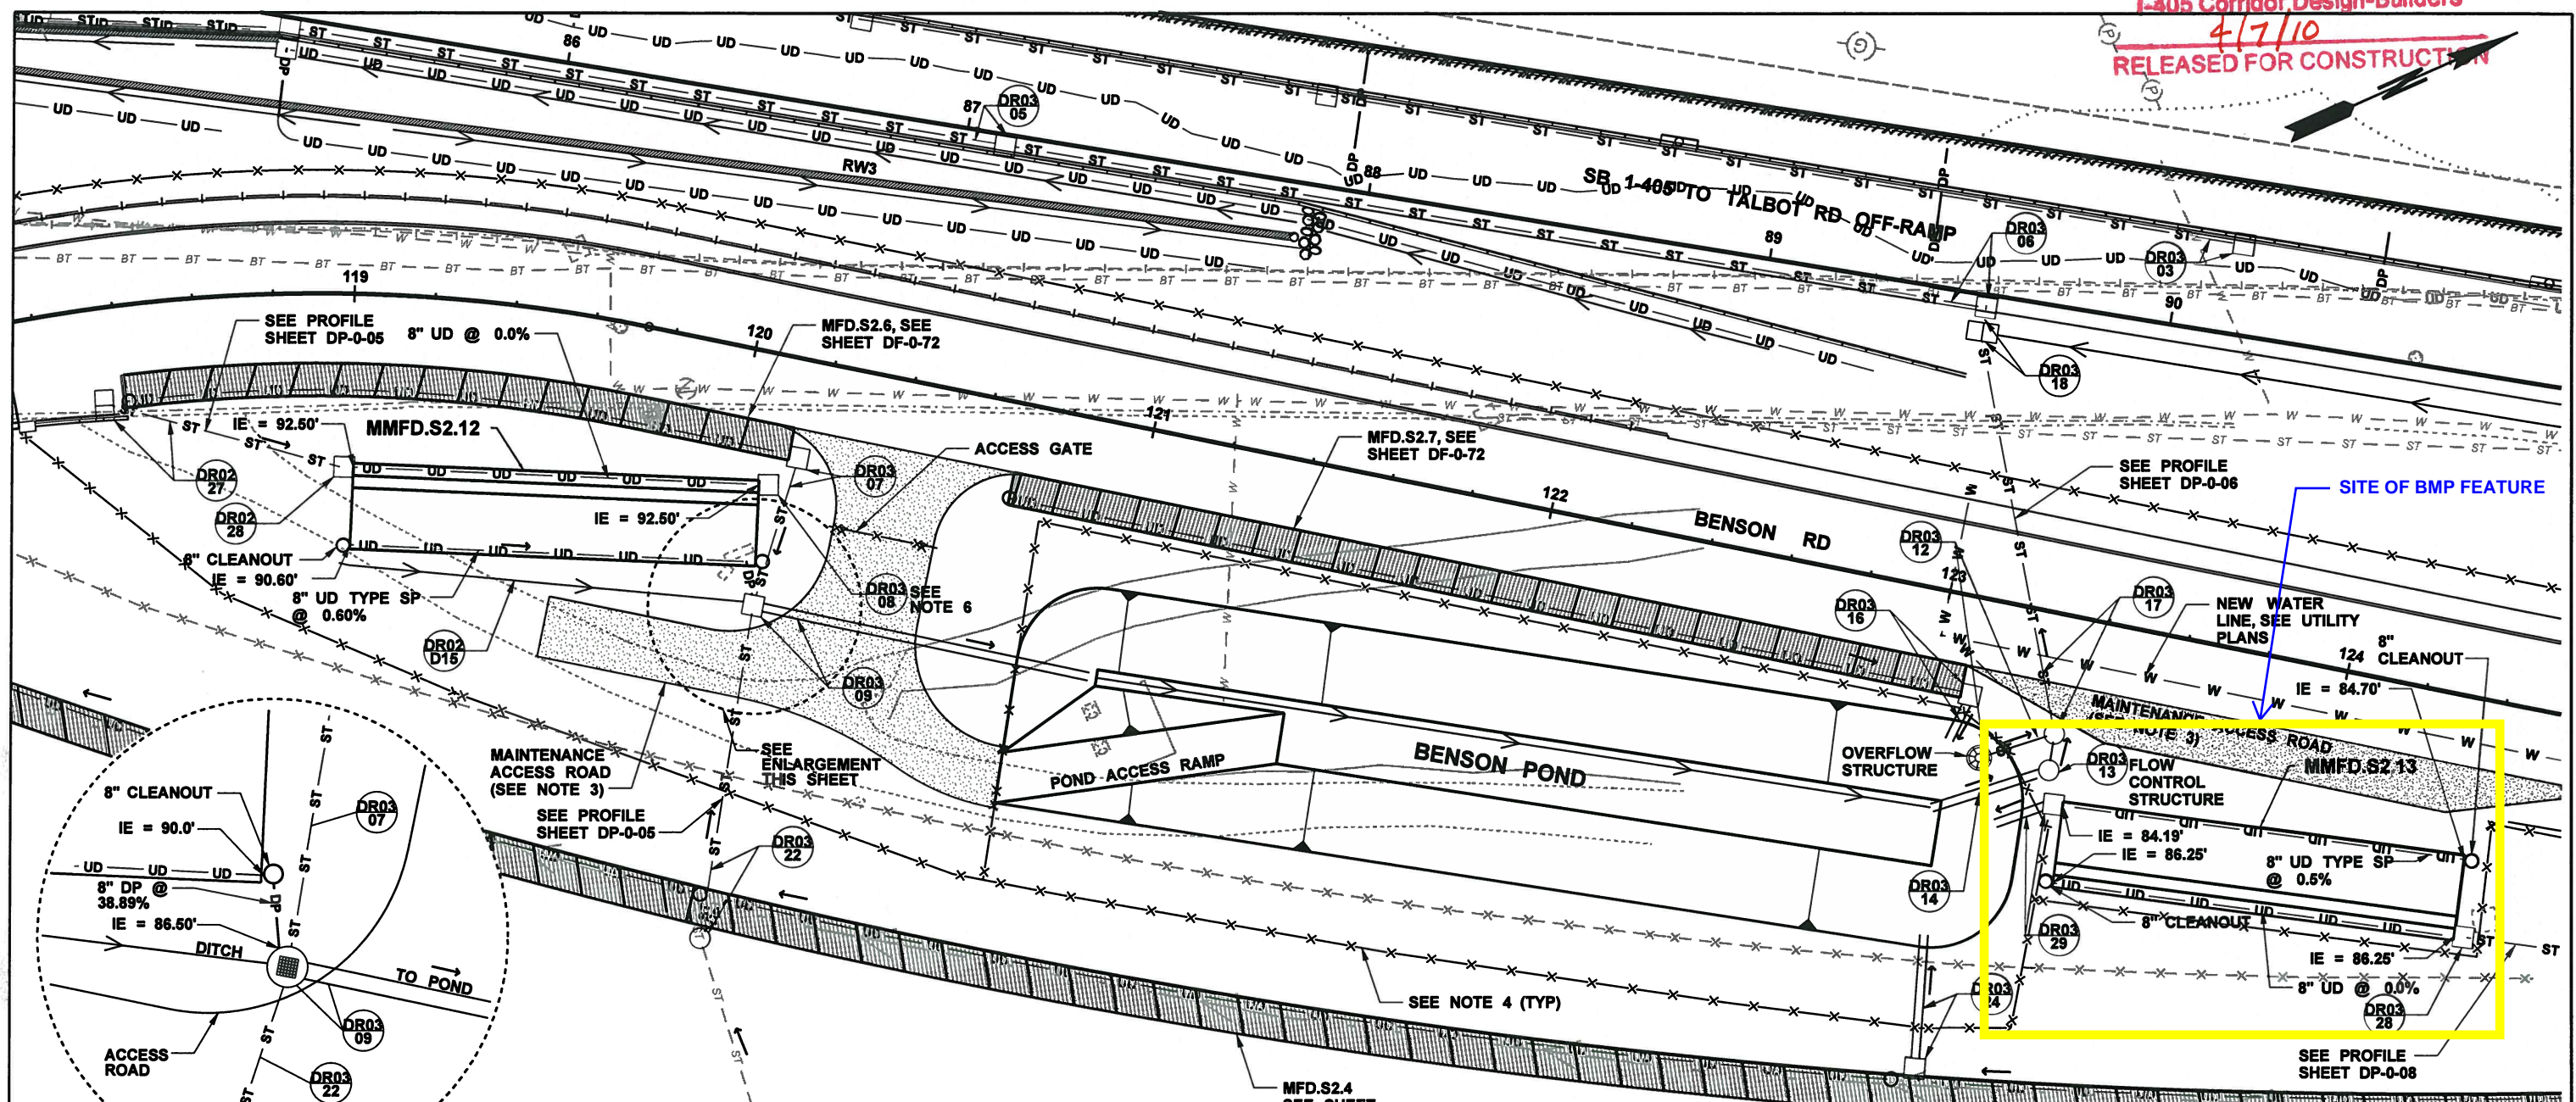 I-405 Corridor Design-Builders
4/7/10
RELEASED FOR CONSTRUCTION
86
87
DR03
05
88
SB I-405 TO TALBOT RD OFF-RAMP
RW3
89
DR03
06
DR03
03
90
DR03
18
119
SEE PROFILE
SHEET DP-0-05
8" UD @ 0.0%
120
MFD.S2.6, SEE
SHEET DF-0-72
121
IE = 92.50'
MMFD.S2.12
ACCESS GATE
MFD.S2.7, SEE
SHEET DF-0-72
DR02
27
DR02
28
DR03
07
IE = 92.50'
122
BENSON RD
SEE PROFILE
SHEET DP-0-06
SITE OF BMP FEATURE
DR03
12
123
6" CLEANOUT
IE = 90.60'
8" UD TYPE SP
@ 0.60%
DR02
D15
DR03
08
SEE
NOTE 6
DR03
16
DR03
17
NEW WATER
LINE, SEE UTILITY
PLANS
124
8"
CLEANOUT
IE = 84.70'
DR03
09
MAINTENANCE ACCESS ROAD
(SEE NOTE 3)
MAINTENANCE
ACCESS ROAD
(SEE NOTE 3)
SEE
ENLARGEMENT
THIS SHEET
SEE PROFILE
SHEET DP-0-05
POND ACCESS RAMP
BENSON POND
OVERFLOW
STRUCTURE
DR03
13
FLOW
CONTROL
STRUCTURE
MMFD.S2.13
IE = 84.19'
IE = 86.25'
8" UD TYPE SP
@ 0.5%
DR03
22
DR03
14
DR03
29
8" CLEANOUT
IE = 86.25'
8" UD @ 0.0%
DR03
28
DR03
24
SEE NOTE 4 (TYP)
SEE PROFILE
SHEET DP-0-08
MFD.S2.4
8" CLEANOUT
IE = 90.0'
UD UD UD
8" DP @
38.89%
IE = 86.50'
DITCH
TO POND
DR03
07
DR03
09
ACCESS
ROAD
DR03
22